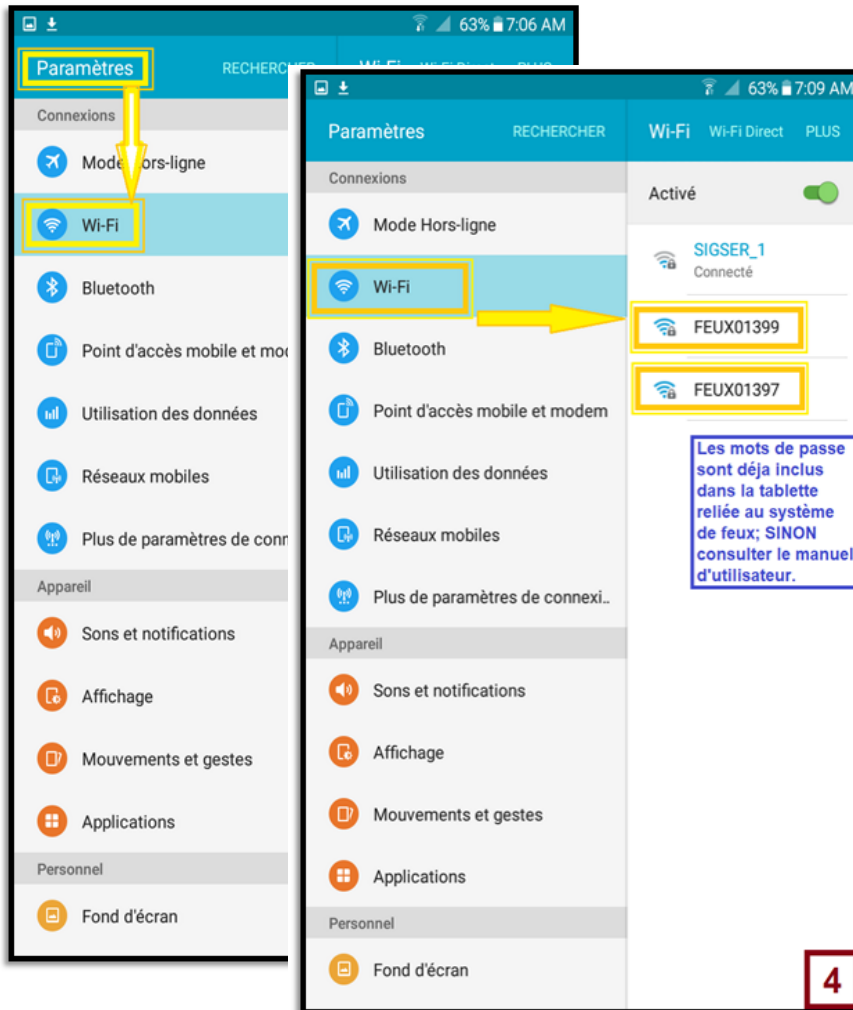 63% 7:06 AM
Paramètres
Connexions
Mode Hors-ligne
Wi-Fi
Bluetooth
Point d'accès mobile et
Utilisation des données
Réseaux mobiles
Plus de paramètres de
Appareil
Sons et notifications
Affichage
Mouvements et gestes
Applications
Personnel
Fond d'écran
63% 7:09 AM
Paramètres RECHERCHER
Connexions
Mode Hors-ligne
Wi-Fi
Bluetooth
Point d'accès mobile et modem
Utilisation des données
Réseaux mobiles
Plus de paramètres de connexi..
Appareil
Sons et notifications
Affichage
Mouvements et gestes
Applications
Personnel
Fond d'écran
Wi-Fi Wi-Fi Direct PLUS
Activé
SIGSER_1
Connecté
FEUX01399
FEUX01397
Les mots de passe
sont déja inclus
dans la tablette
reliée au système
de feux; SINON
consulter le manuel
d'utilisateur.
4